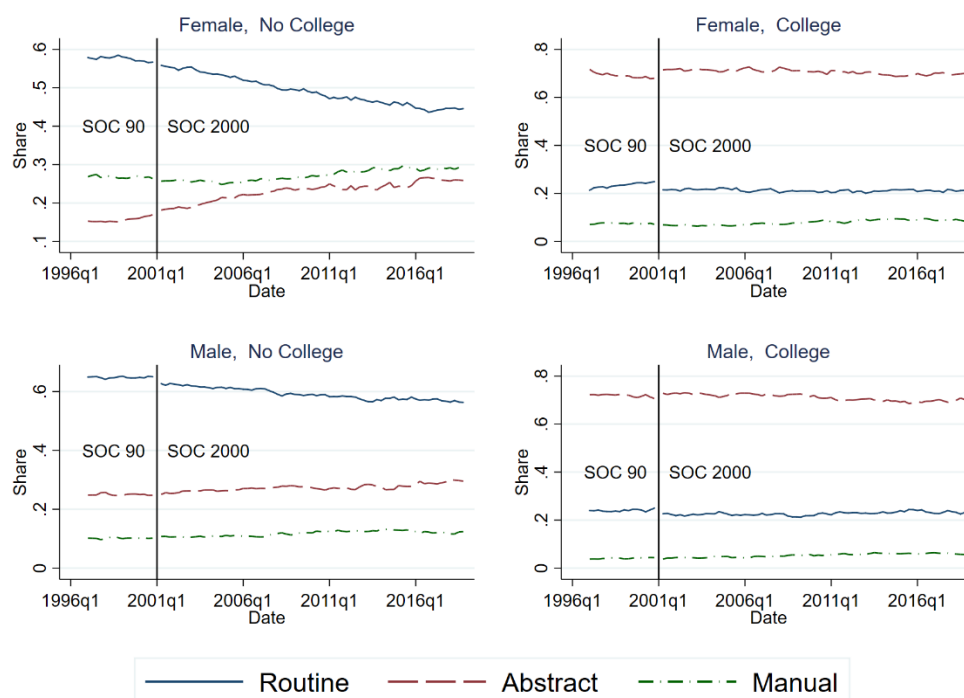 Female, No College
Share
.6
.5
.4
.3
.2
.1
SOC 90
SOC 2000
1996q1 2001q1 2006q1 2011q1 2016q1
Date
Female, College
Share
.8
.6
.4
.2
0
SOC 90
SOC 2000
1996q1 2001q1 2006q1 2011q1 2016q1
Date
Male, No College
Share
.6
.4
.2
0
SOC 90
SOC 2000
1996q1 2001q1 2006q1 2011q1 2016q1
Date
Male, College
Share
.8
.6
.4
.2
0
SOC 90
SOC 2000
1996q1 2001q1 2006q1 2011q1 2016q1
Date
Routine Abstract Manual